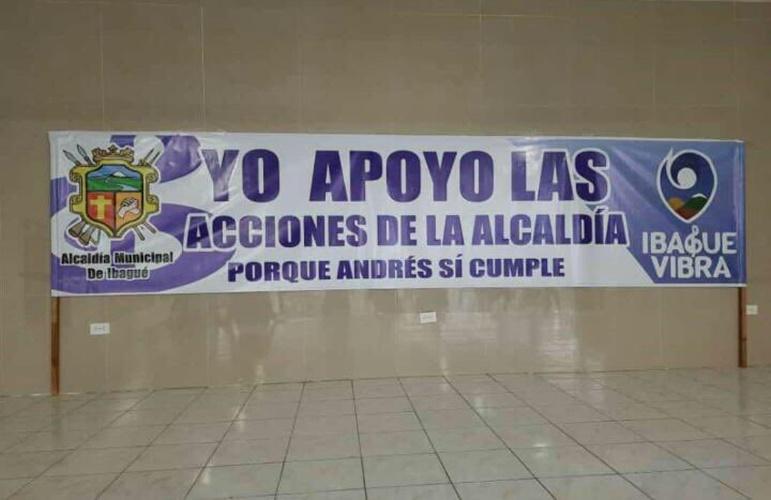 YO APOYO LAS
ACCIONES DE LA ALCALDÍA
PORQUE ANDRÉS SÍ CUMPLE
Alcaldía Municipal
De Ibagué
IBAGUE
VIBRA